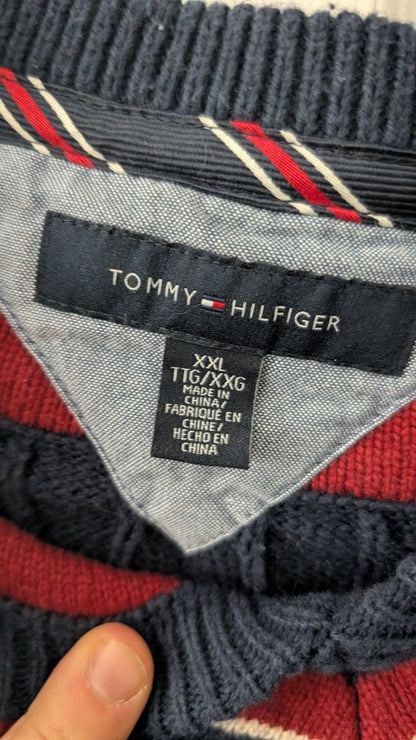 TOMMY HILFIGER
XXL
TTG/XXG
MADE IN
CHINA/
FABRIQUÉ EN
CHINE/
HECHO EN
CHINA